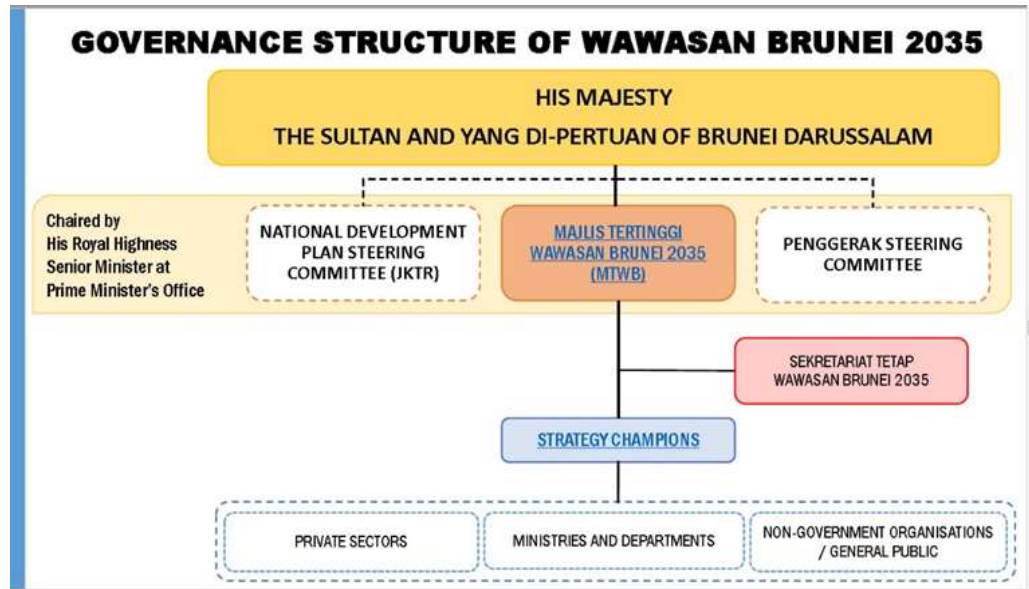 GOVERNANCE STRUCTURE OF WAWASAN BRUNEI 2035
HIS MAJESTY
THE SULTAN AND YANG DI-PERTUAN OF BRUNEI DARUSSALAM
Chaired by
His Royal Highness
Senior Minister at
Prime Minister's Office
NATIONAL DEVELOPMENT
PLAN STEERING
COMMITTEE (JKTR)
MAJLIS TERTINGGI
WAWASAN BRUNEI 2035
(MTWB)
PENGGERAK STEERING
COMMITTEE
SEKRETARIAT TETAP
WAWASAN BRUNEI 2035
STRATEGY CHAMPIONS
PRIVATE SECTORS
MINISTRIES AND DEPARTMENTS
NON-GOVERNMENT ORGANISATIONS
/ GENERAL PUBLIC